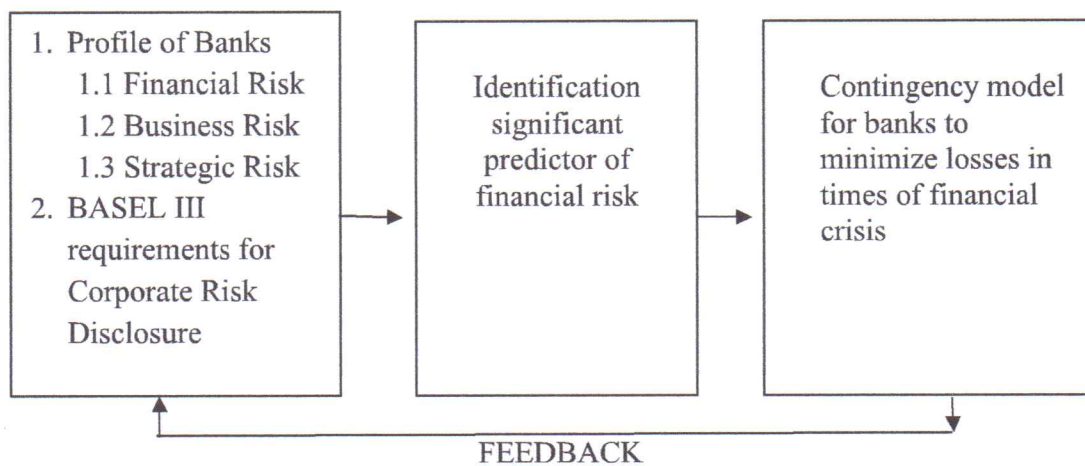 1. Profile of Banks
1.1 Financial Risk
1.2 Business Risk
1.3 Strategic Risk
2. BASEL III
requirements for
Corporate Risk
Disclosure
Identification
significant
predictor of
financial risk
Contingency model
for banks to
minimize losses in
times of financial
crisis
FEEDBACK